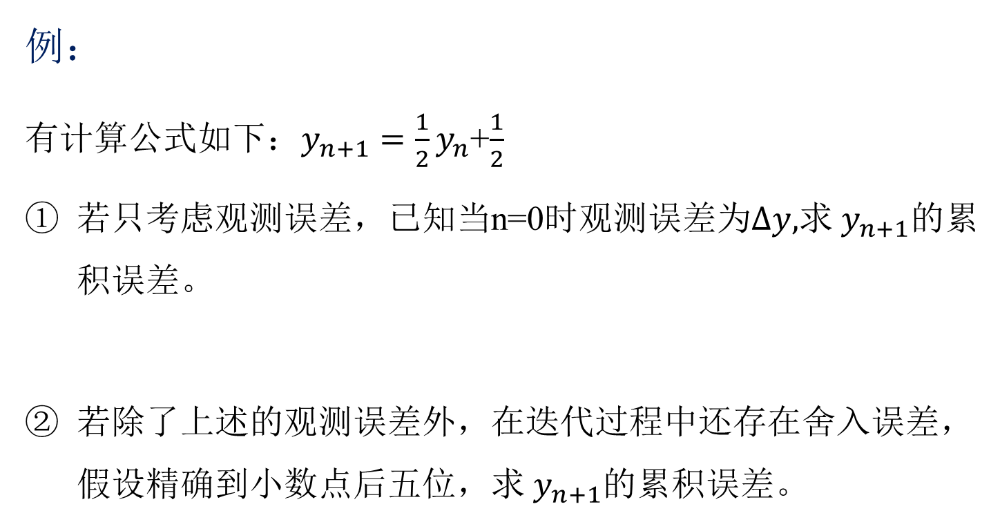 例：
有计算公式如下：$y_{n+1} = \frac{1}{2} y_n + \frac{1}{2}$
① 若只考虑观测误差，已知当n=0时观测误差为Δy,求 $y_{n+1}$的累
积误差。
② 若除了上述的观测误差外，在迭代过程中还存在舍入误差，
假设精确到小数点后五位，求 $y_{n+1}$的累积误差。